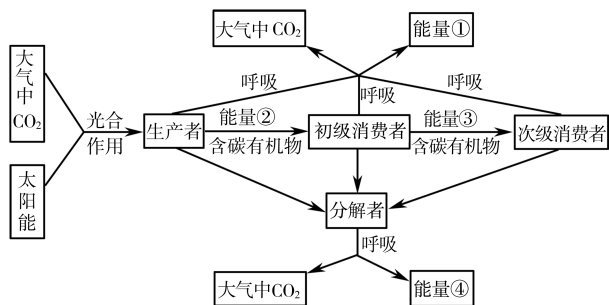 大气中CO₂
能量①
大气中CO₂
呼吸
呼吸
呼吸
光合
作用
生产者
能量②
含碳有机物
初级消费者
能量③
含碳有机物
次级消费者
太阳能
分解者
呼吸
大气中CO₂
能量④